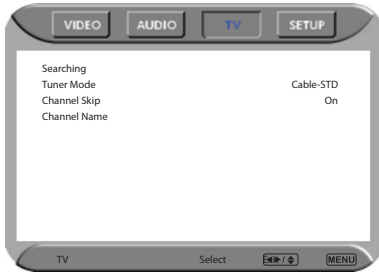 VIDEO AUDIO TV SETUP
Searching
Tuner Mode Cable-STD
Channel Skip On
Channel Name
TV Select / MENU